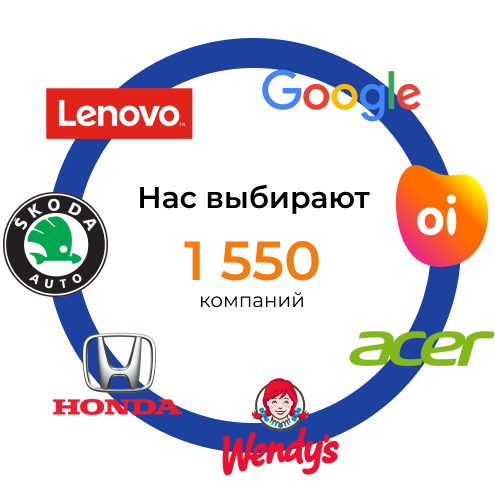 Google
Lenovo
Нас выбирают
ŠKODA
oi
1 550
AUTO
компаний
acer
HONDA
Wendy's